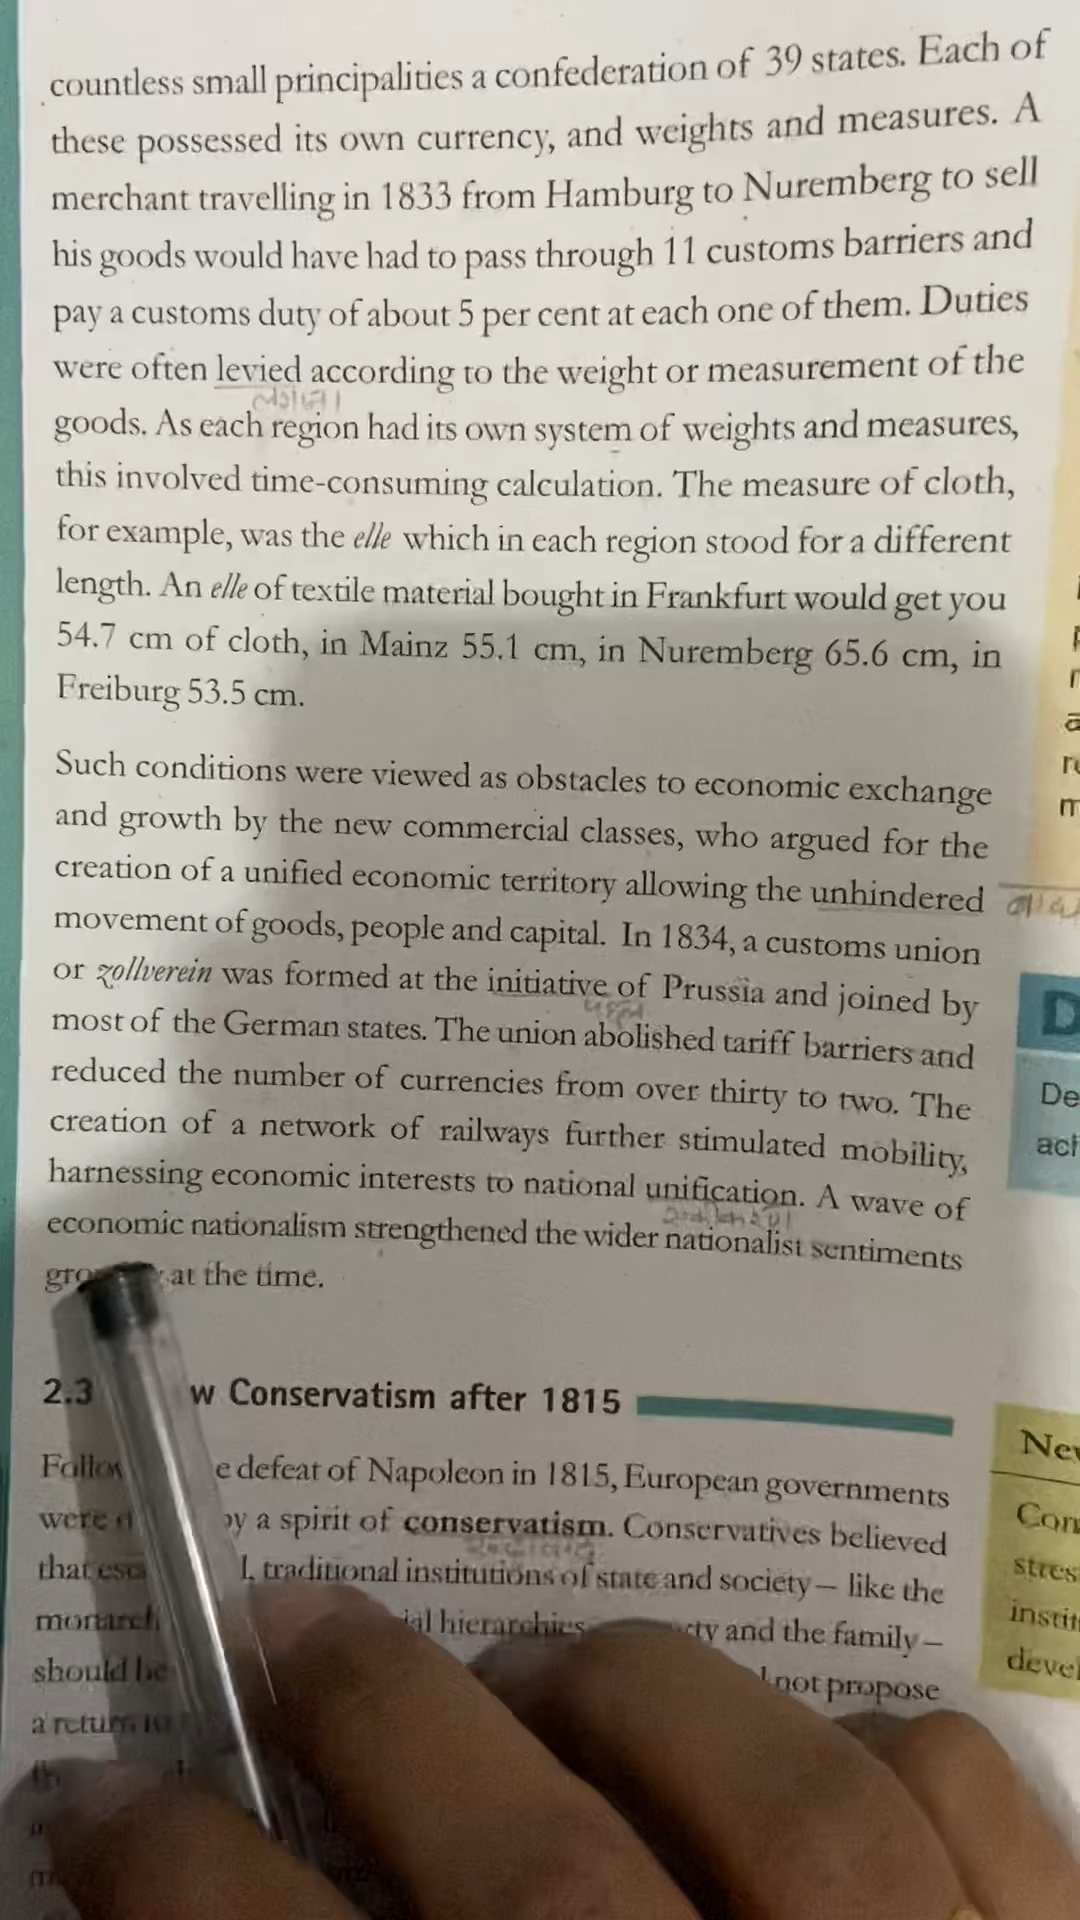 countless small principalities a confederation of 39 states. Each of
these possessed its own currency, and weights and measures. A
merchant travelling in 1833 from Hamburg to Nuremberg to sell
his goods would have had to pass through 11 customs barriers and
pay a customs duty of about 5 per cent at each one of them. Duties
were often levied according to the weight or measurement of the
goods. As each region had its own system of weights and measures,
this involved time-consuming calculation. The measure of cloth,
for example, was the elle which in each region stood for a different
length. An elle of textile material bought in Frankfurt would get you
54.7 cm of cloth, in Mainz 55.1 cm, in Nuremberg 65.6 cm, in
Freiburg 53.5 cm.
Such conditions were viewed as obstacles to economic exchange
and growth by the new commercial classes, who argued for the
creation of a unified economic territory allowing the unhindered
movement of goods, people and capital. In 1834, a customs union
or zollverein was formed at the initiative of Prussia and joined by
पहल
most of the German states. The union abolished tariff barriers and
reduced the number of currencies from over thirty to two. The
creation of a network of railways further stimulated mobility,
harnessing economic interests to national unification. A wave of
economic nationalism strengthened the wider nationalist sentiments
at the time.
2.3 Conservatism after 1815
defeat of Napoleon in 1815, European governments
were by a spirit of conservatism. Conservatives believed
that traditional institutions of state and society – like the
hierarchies and the family –
should be not propose
a return to
D